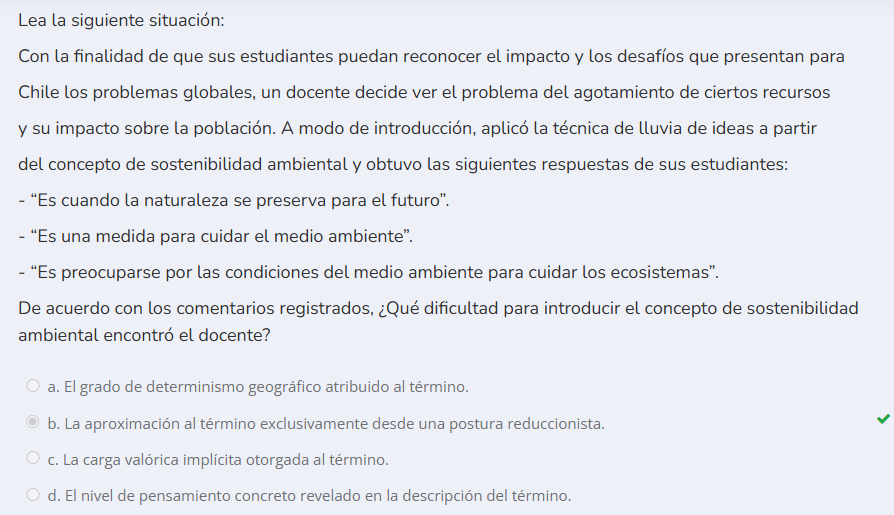 Lea la siguiente situación:
Con la finalidad de que sus estudiantes puedan reconocer el impacto y los desafíos que presentan para
Chile los problemas globales, un docente decide ver el problema del agotamiento de ciertos recursos
y su impacto sobre la población. A modo de introducción, aplicó la técnica de lluvia de ideas a partir
del concepto de sostenibilidad ambiental y obtuvo las siguientes respuestas de sus estudiantes:
- “Es cuando la naturaleza se preserva para el futuro”.
- “Es una medida para cuidar el medio ambiente”.
- “Es preocuparse por las condiciones del medio ambiente para cuidar los ecosistemas”.
De acuerdo con los comentarios registrados, ¿Qué dificultad para introducir el concepto de sostenibilidad
ambiental encontró el docente?
a. El grado de determinismo geográfico atribuido al término.
b. La aproximación al término exclusivamente desde una postura reduccionista.
c. La carga valórica implícita otorgada al término.
d. El nivel de pensamiento concreto revelado en la descripción del término.